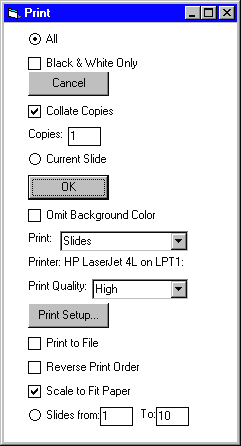 Print
All
Black & White Only
Cancel
Collate Copies
Copies: 1
Current Slide
OK
Omit Background Color
Print: Slides
Printer: HP LaserJet 4L on LPT1:
Print Quality: High
Print Setup...
Print to File
Reverse Print Order
Scale to Fit Paper
Slides from: 1 To: 10